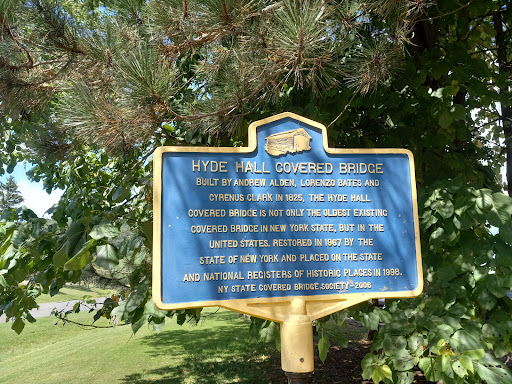 HYDE HALL COVERED BRIDGE
BUILT BY ANDREW ALDEN, LORENZO BATES AND
CYRENUS CLARK IN 1825, THE HYDE HALL
COVERED BRIDGE IS NOT ONLY THE OLDEST EXISTING
COVERED BRIDGE IN NEW YORK STATE, BUT IN THE
UNITED STATES. RESTORED IN 1967 BY THE
STATE OF NEW YORK AND PLACED ON THE STATE
AND NATIONAL REGISTERS OF HISTORIC PLACES IN 1998.
NY STATE COVERED BRIDGE SOCIETY 2006